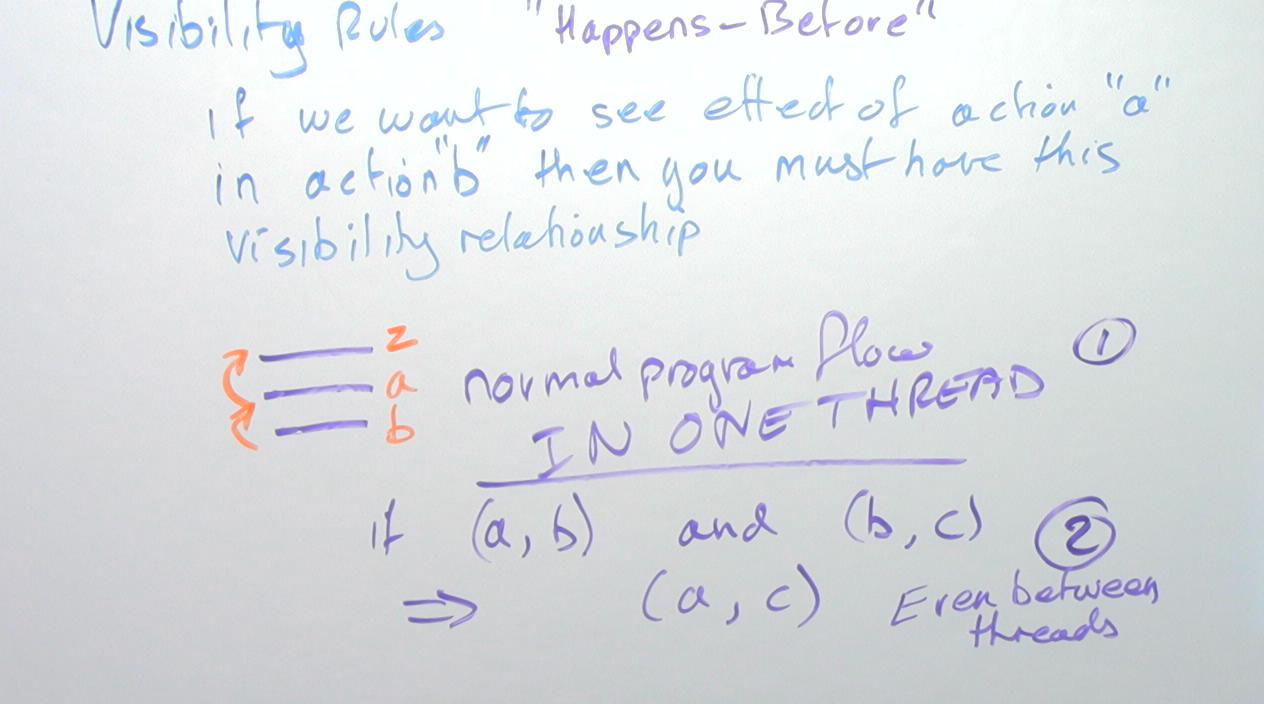 Visibility Rules "Happens-Before"
if we want to see effect of action "a"
in action "b" then you must have this
visibility relationship
z
a
b
normal program flow ①
IN ONE THREAD
if (a, b) and (b, c) ②
⇒ (a, c) Even between
threads